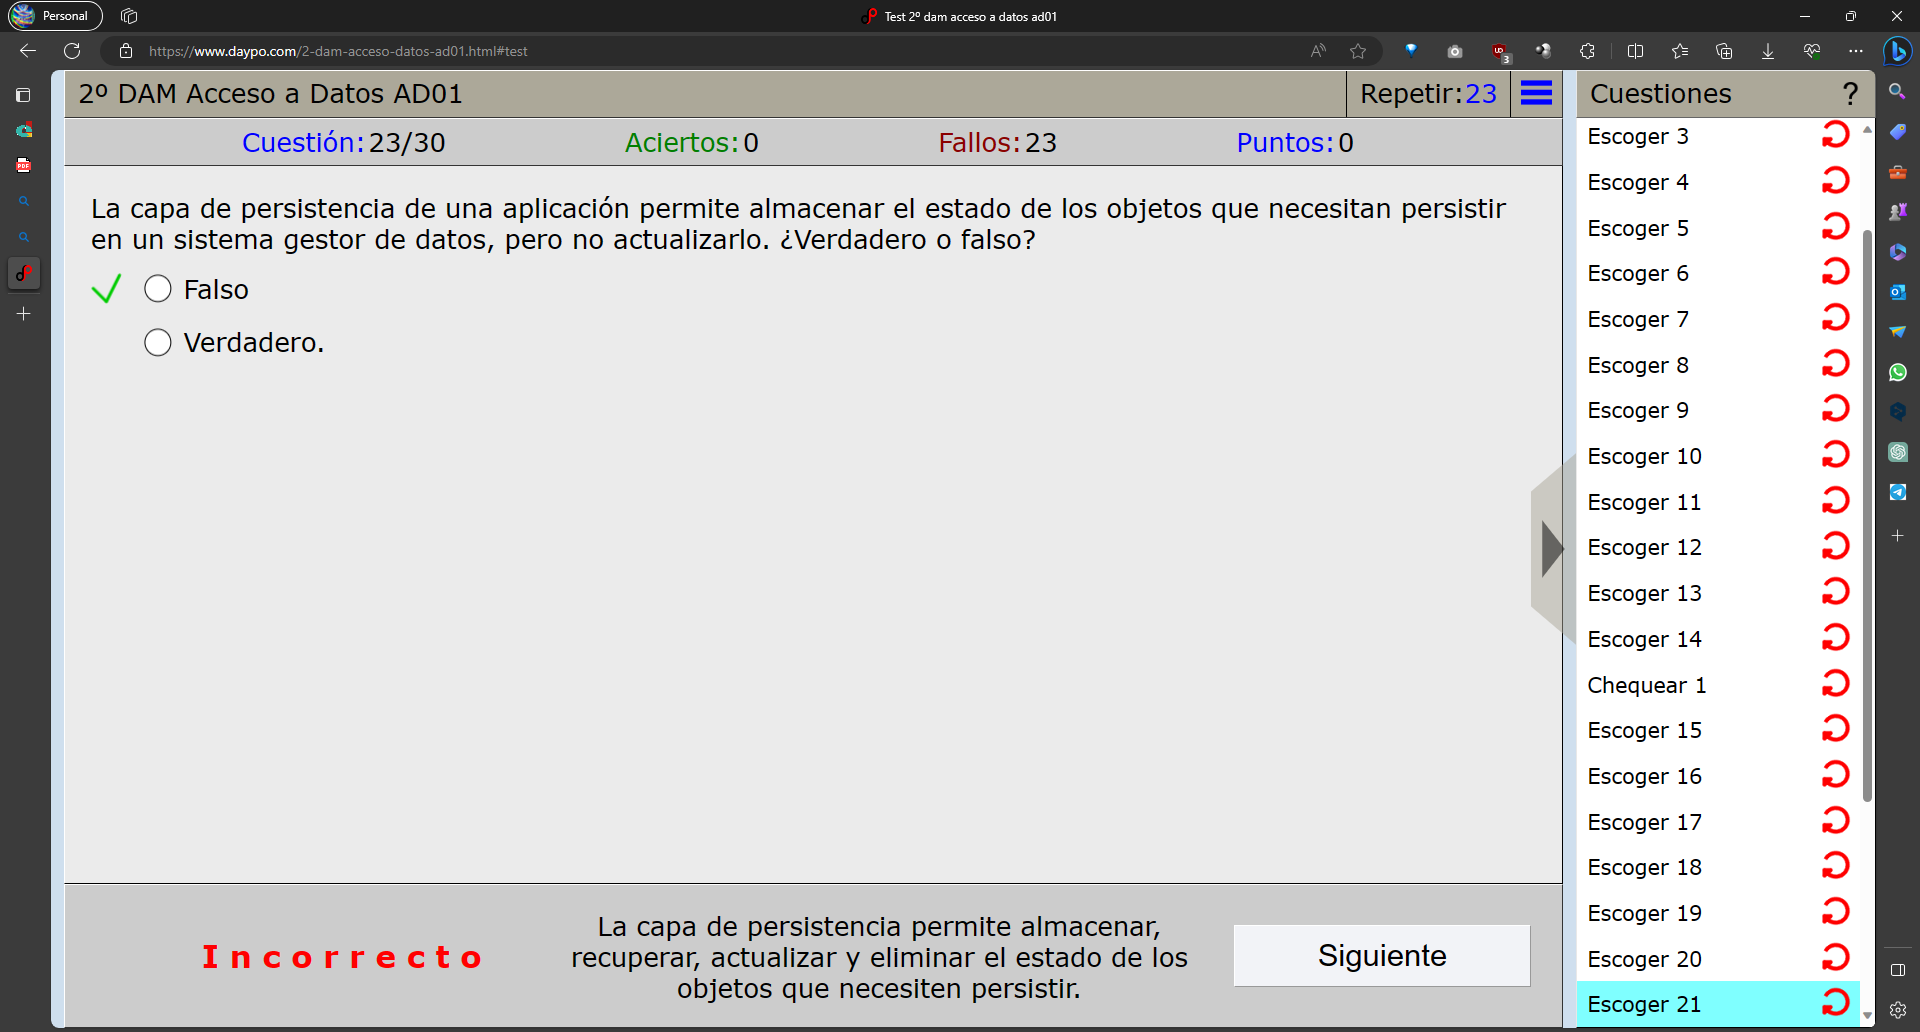 Personal
Test 2º dam acceso a datos ad01
https://www.daypo.com/2-dam-acceso-datos-ad01.html#test
2º DAM Acceso a Datos AD01
Repetir:23
Cuestiones
?
Cuestión:23/30
Aciertos:0
Fallos:23
Puntos:0
La capa de persistencia de una aplicación permite almacenar el estado de los objetos que necesitan persistir
en un sistema gestor de datos, pero no actualizarlo. ¿Verdadero o falso?
Falso
Verdadero.
Incorrecto
La capa de persistencia permite almacenar,
recuperar, actualizar y eliminar el estado de los
objetos que necesiten persistir.
Siguiente
Escoger 3
Escoger 4
Escoger 5
Escoger 6
Escoger 7
Escoger 8
Escoger 9
Escoger 10
Escoger 11
Escoger 12
Escoger 13
Escoger 14
Chequear 1
Escoger 15
Escoger 16
Escoger 17
Escoger 18
Escoger 19
Escoger 20
Escoger 21